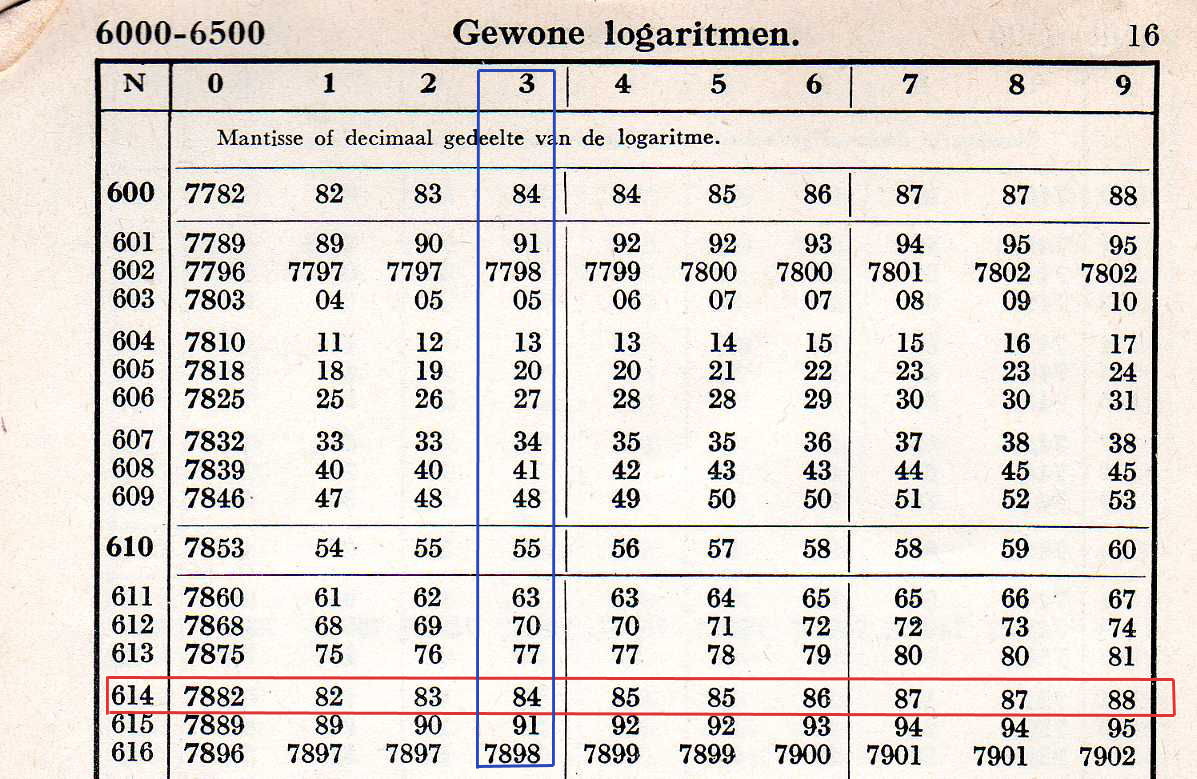 6000-6500 Gewone logaritmen. 16
N 0 1 2 3 4 5 6 7 8 9
Mantisse of decimaal gedeelte van de logaritme.
600 7782 82 83 84 84 85 86 87 87 88
601 7789 89 90 91 92 92 93 94 95 95
602 7796 7797 7797 7798 7799 7800 7800 7801 7802 7802
603 7803 04 05 05 06 07 07 08 09 10
604 7810 11 12 13 13 14 15 15 16 17
605 7818 18 19 20 20 21 22 23 23 24
606 7825 25 26 27 28 28 29 30 30 31
607 7832 33 33 34 35 35 36 37 38 38
608 7839 40 40 41 42 43 43 44 45 45
609 7846 47 48 48 49 50 50 51 52 53
610 7853 54 55 55 56 57 58 58 59 60
611 7860 61 62 63 63 64 65 65 66 67
612 7868 68 69 70 70 71 72 72 73 74
613 7875 75 76 77 77 78 79 80 80 81
614 7882 82 83 84 85 85 86 87 87 88
615 7889 89 90 91 92 92 93 94 94 95
616 7896 7897 7897 7898 7899 7899 7900 7901 7901 7902